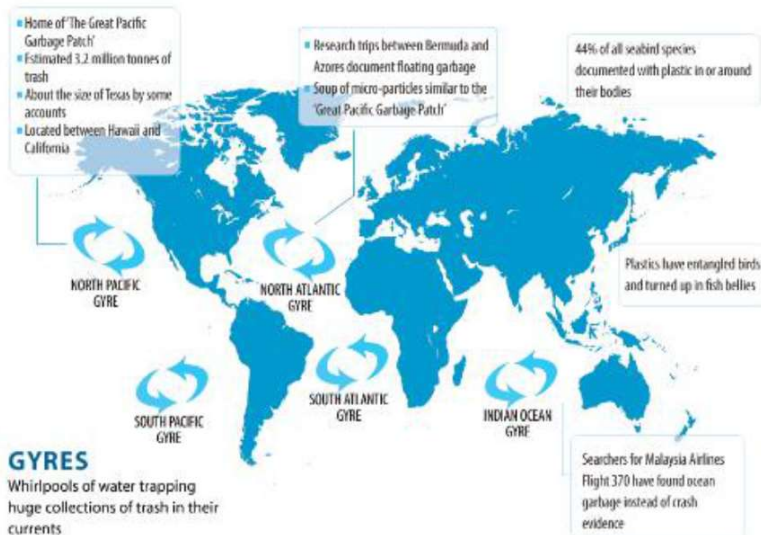 ▪ Home of 'The Great Pacific
Garbage Patch'
▪ Estimated 3.2 million tonnes of
trash
▪ About the size of Texas by some
accounts
▪ Located between Hawaii and
California
▪ Research trips between Bermuda and
Azores document floating garbage
▪ Soup of micro-particles similar to the
'Great Pacific Garbage Patch'
44% of all seabird species
documented with plastic in or around
their bodies
NORTH PACIFIC
GYRE
NORTH ATLANTIC
GYRE
Plastics have entangled birds
and turned up in fish bellies
SOUTH PACIFIC
GYRE
SOUTH ATLANTIC
GYRE
INDIAN OCEAN
GYRE
GYRES
Whirlpools of water trapping
huge collections of trash in their
currents
Searchers for Malaysia Airlines
Flight 370 have found ocean
garbage instead of crash
evidence